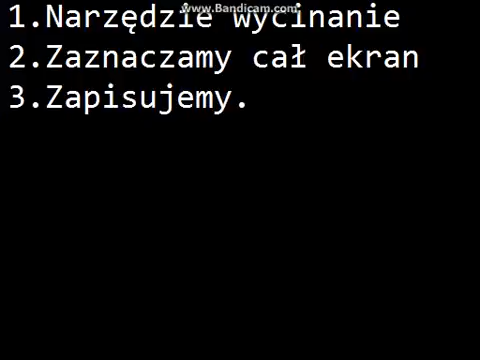 www.Bandicam.com
1.Narzędzie wycinanie
2.Zaznaczamy cał ekran
3.Zapisujemy.